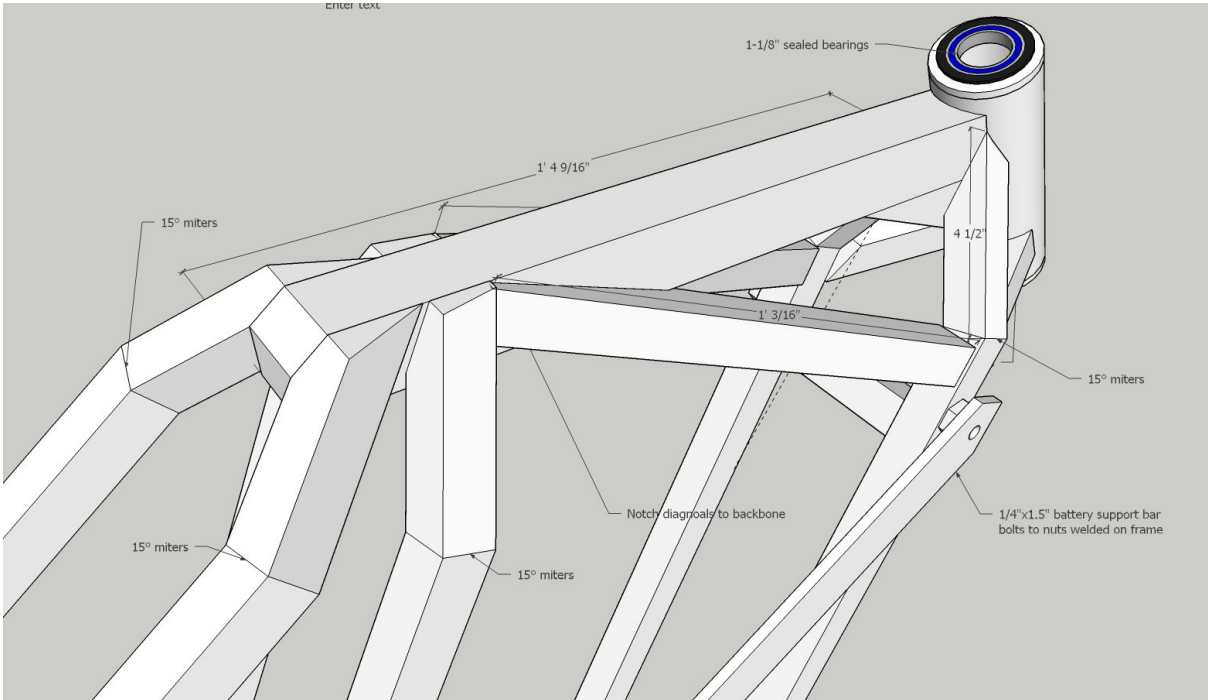 Enter text
1-1/8" sealed bearings
1' 4 9/16"
15° miters
4 1/2"
1' 3/16"
15° miters
Notch diagnoals to backbone
1/4"x1.5" battery support bar
bolts to nuts welded on frame
15° miters
15° miters